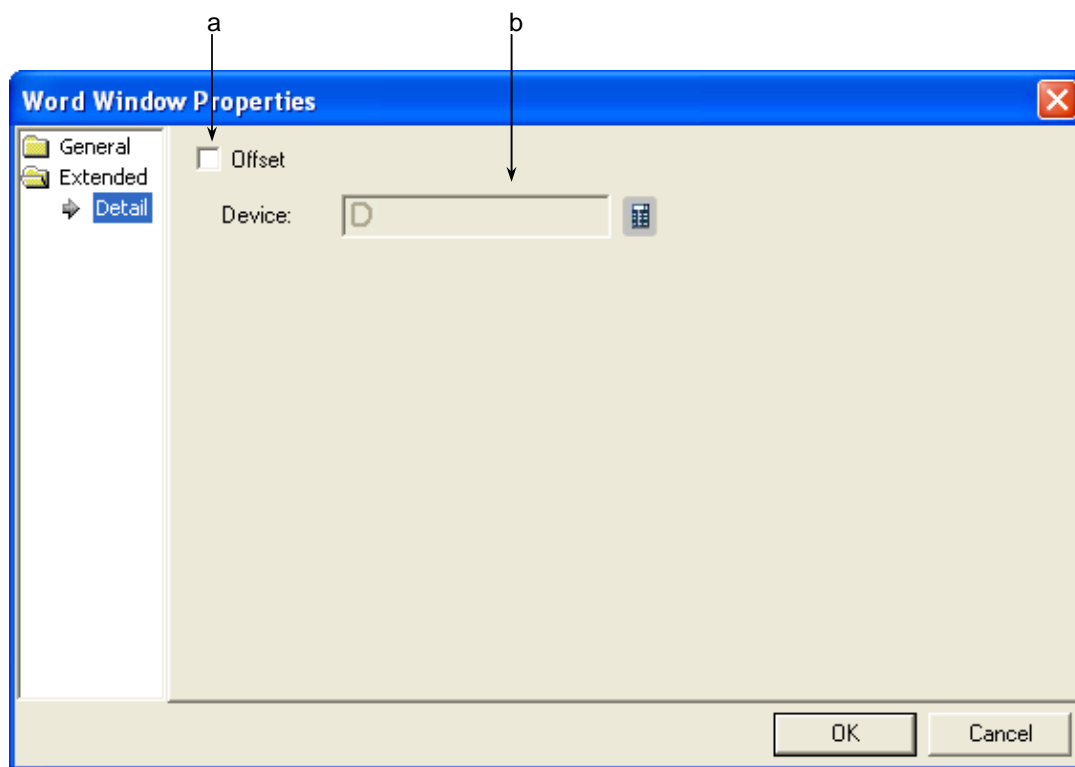 a b
Word Window Properties
General
Extended
Detail
Offset
Device: D
OK Cancel